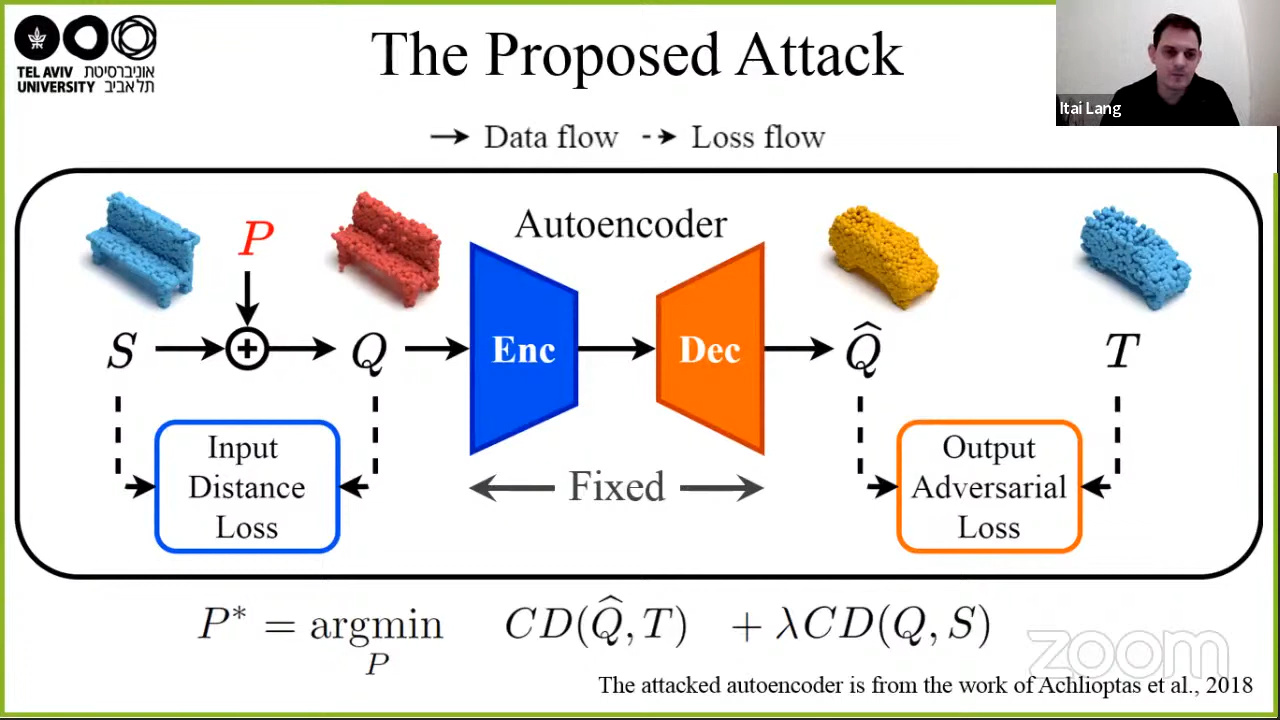 TEL AVIV אוניברסיטת
UNIVERSITY תל אביב
The Proposed Attack
Itai Lang
Data flow Loss flow
Autoencoder
P
S + Q Enc Dec Q̂ T
Input
Distance
Loss
Fixed
Output
Adversarial
Loss
P* = argmin CD(Q̂, T) + λCD(Q, S)
P
zoom
The attacked autoencoder is from the work of Achlioptas et al., 2018